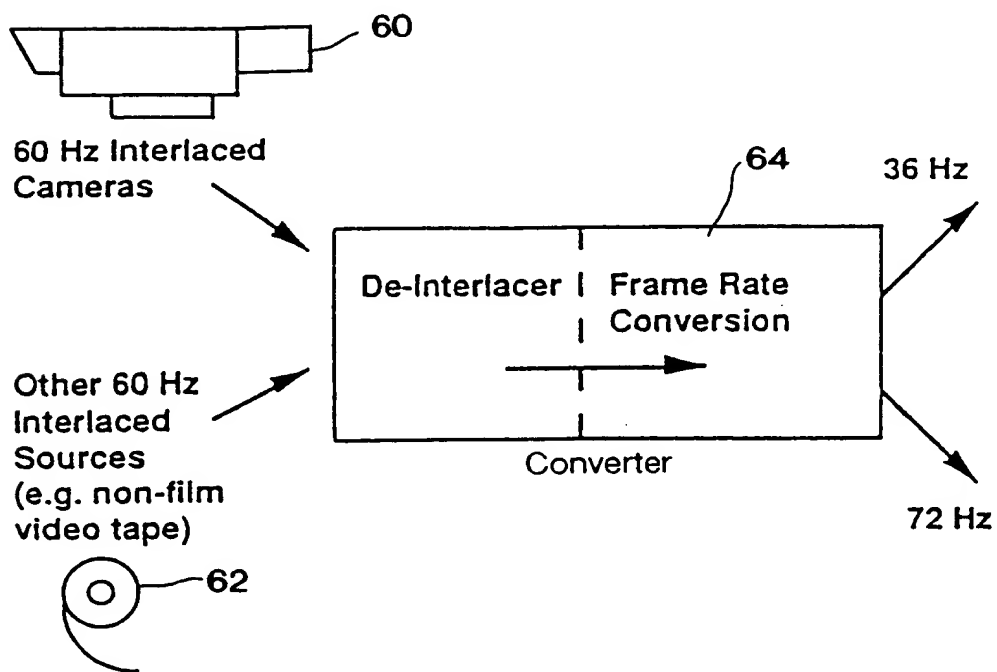 60
60 Hz Interlaced
Cameras
64
36 Hz
De-Interlacer
Frame Rate
Conversion
Other 60 Hz
Interlaced
Sources
(e.g. non-film
video tape)
Converter
72 Hz
62